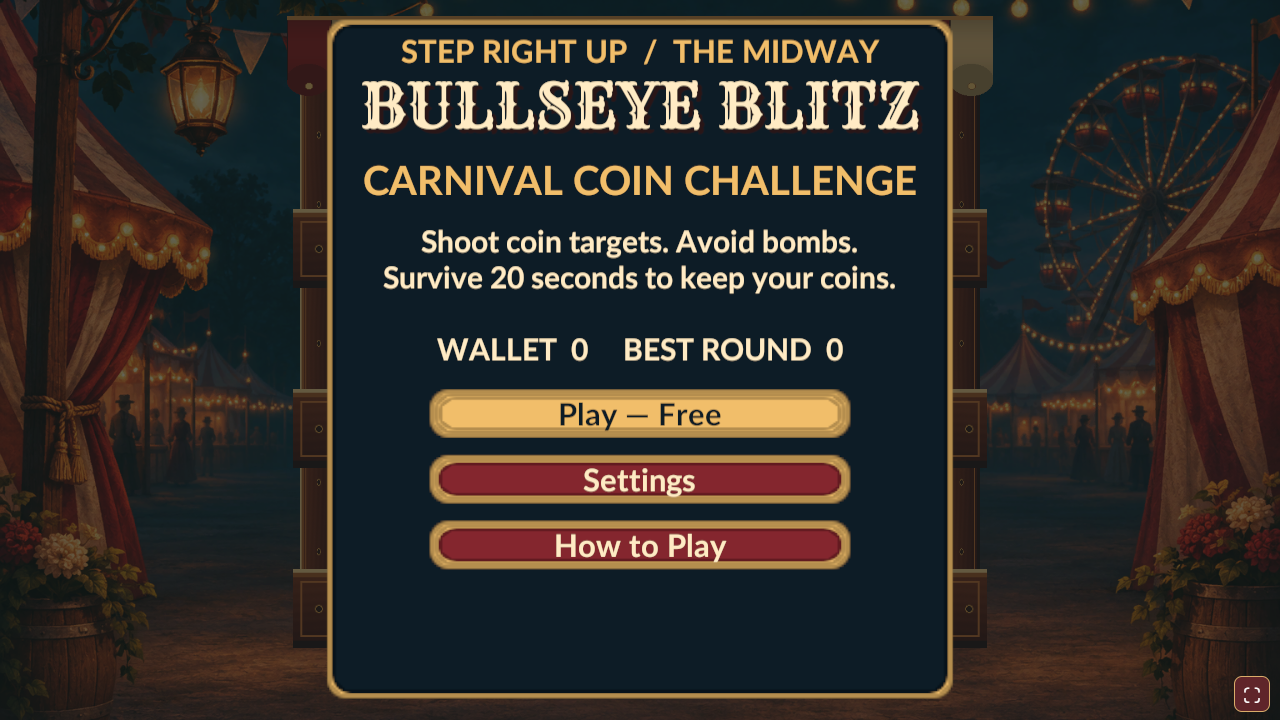 STEP RIGHT UP / THE MIDWAY
BULLSEYE BLITZ
CARNIVAL COIN CHALLENGE
Shoot coin targets. Avoid bombs.
Survive 20 seconds to keep your coins.
WALLET 0 BEST ROUND 0
Play — Free
Settings
How to Play